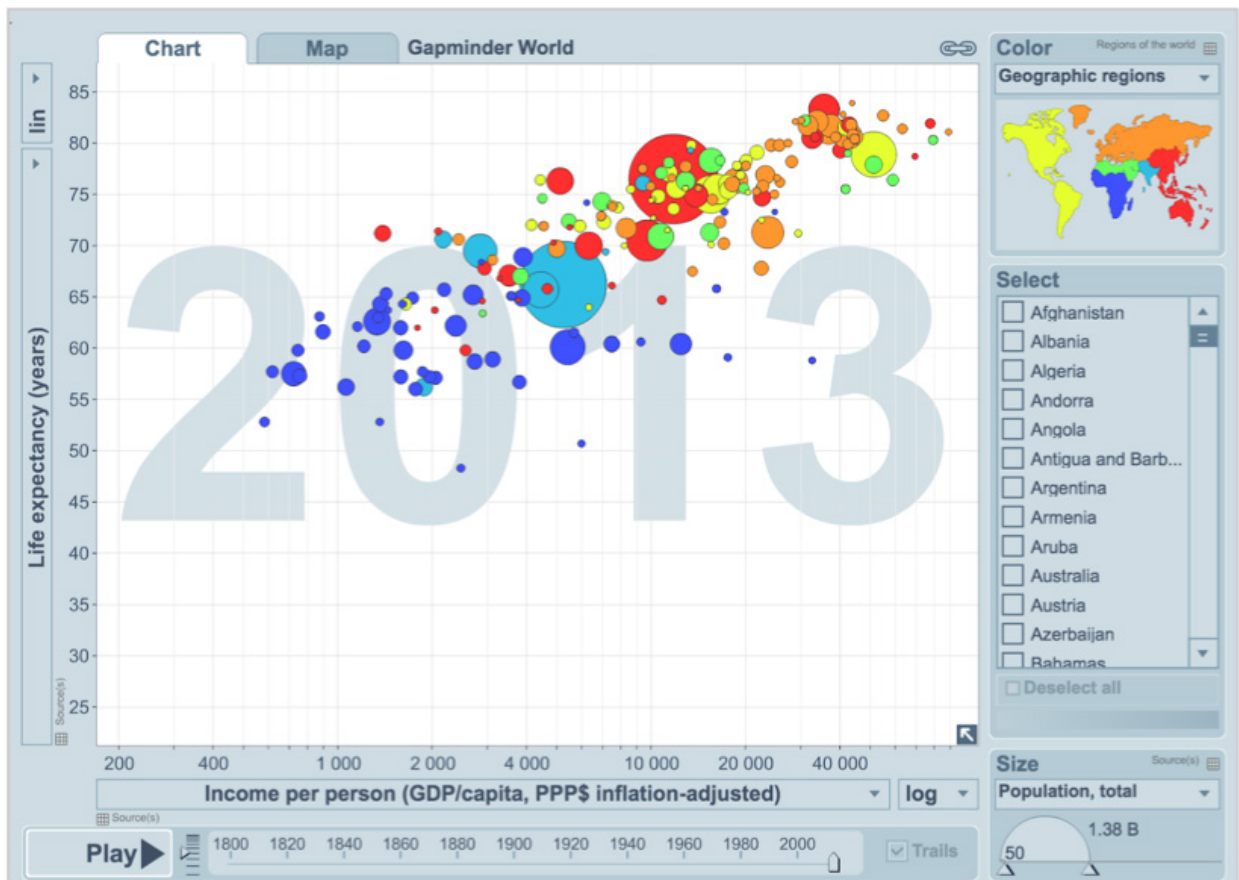 Chart
Map
Gapminder World
Color
Regions of the world
Geographic regions
lin
Life expectancy (years)
Source(s)
85
80
75
70
65
60
55
50
45
40
35
30
25
2013
200
400
1 000
2 000
4 000
10 000
20 000
40 000
Income per person (GDP/capita, PPP$ inflation-adjusted)
log
Source(s)
Select
Afghanistan
Albania
Algeria
Andorra
Angola
Antigua and Barb...
Argentina
Armenia
Aruba
Australia
Austria
Azerbaijan
Bahamas
Deselect all
Size
Source(s)
Population, total
1.38 B
50
Play
1800 1820 1840 1860 1880 1900 1920 1940 1960 1980 2000
Trails